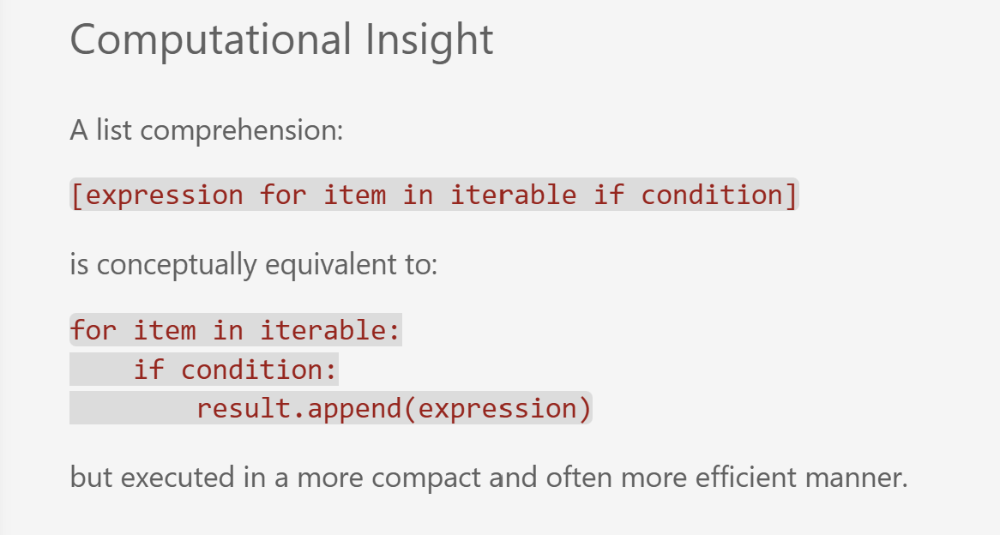 Computational Insight
A list comprehension:
[expression for item in iterable if condition]
is conceptually equivalent to:
for item in iterable:
    if condition:
        result.append(expression)
but executed in a more compact and often more efficient manner.